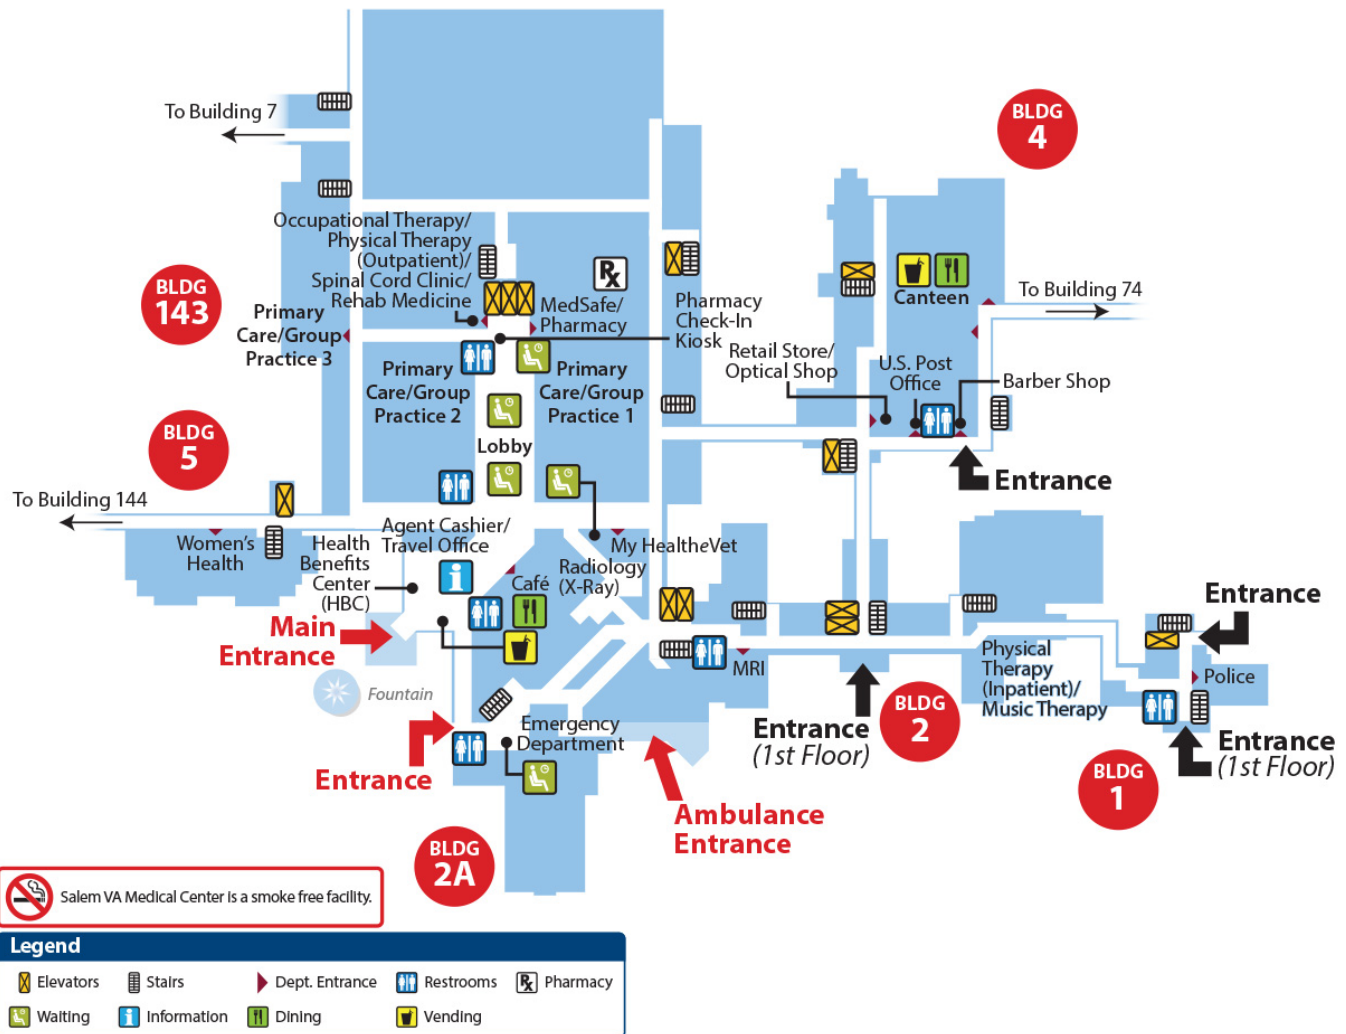 To Building 7
BLDG
4
Occupational Therapy/
Physical Therapy
(Outpatient)/
Spinal Cord Clinic/
Rehab Medicine
Rx
MedSafe/
Pharmacy
Pharmacy
Check-In
Kiosk
Canteen
To Building 74
BLDG
143
Primary
Care/Group
Practice 3
Primary
Care/Group
Practice 2
Primary
Care/Group
Practice 1
Retail Store/
Optical Shop
U.S. Post
Office
Barber Shop
BLDG
5
Lobby
Entrance
To Building 144
Women's
Health
Health
Benefits
Center
(HBC)
Agent Cashier/
Travel Office
i
Café
Radiology
(X-Ray)
My HealtheVet
Main
Entrance
Fountain
MRI
Physical
Therapy
(Inpatient)/
Music Therapy
Entrance
Police
Entrance
(1st Floor)
BLDG
2
Entrance
(1st Floor)
BLDG
1
Emergency
Department
Entrance
Ambulance
Entrance
BLDG
2A
Salem VA Medical Center is a smoke free facility.
Legend
Elevators Stairs Dept. Entrance Restrooms Rx Pharmacy
Waiting i Information Dining Vending